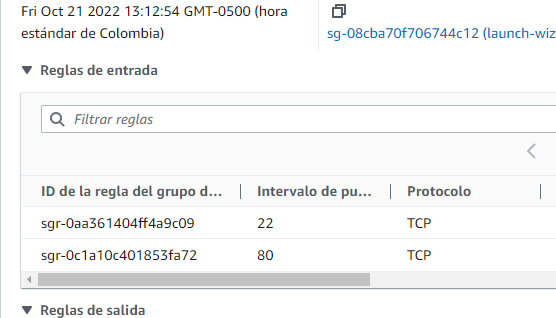 Fri Oct 21 2022 13:12:54 GMT-0500 (hora
estándar de Colombia)
sg-08cba70f706744c12 (launch-wiz
Reglas de entrada
Filtrar reglas
ID de la regla del grupo d... Intervalo de pu... Protocolo
sgr-0aa361404ff4a9c09 22 TCP
sgr-0c1a10c401853fa72 80 TCP
Reglas de salida